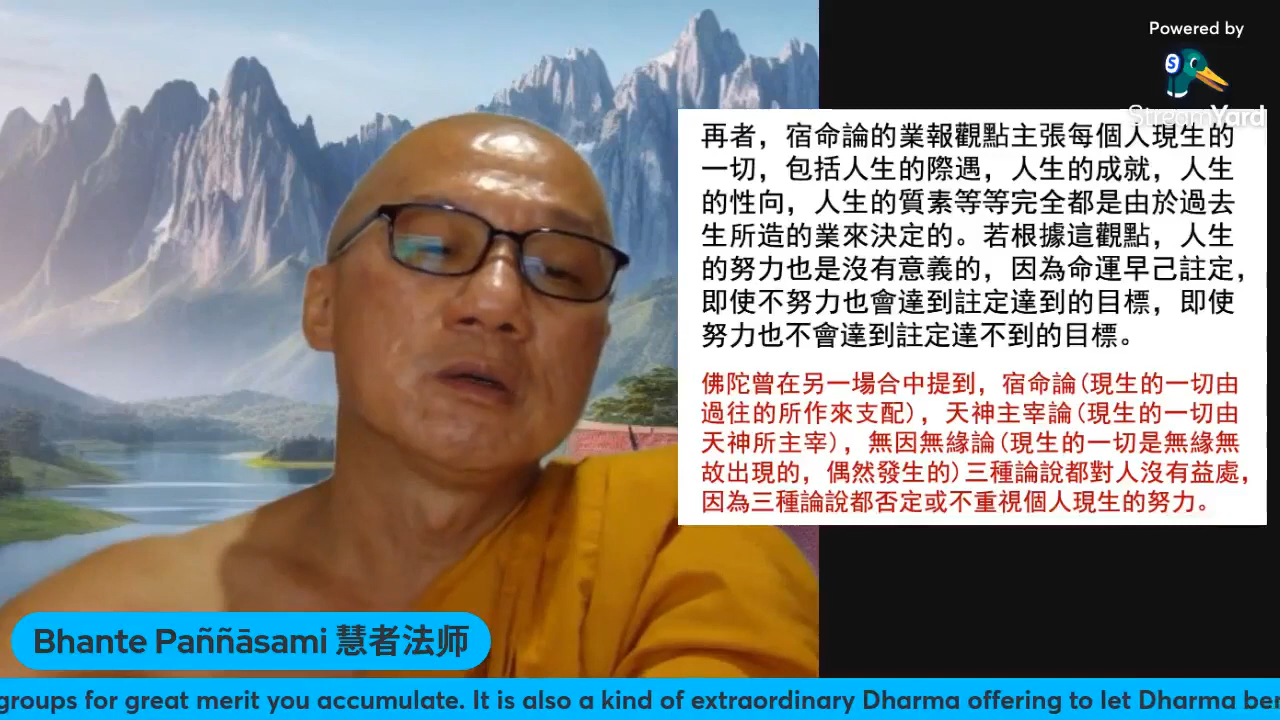 Powered by
StreamYard
再者，宿命論的業報觀點主張每個人現生的
一切，包括人生的際遇，人生的成就，人生
的性向，人生的質素等等完全都是由於過去
生所造的業來決定的。若根據這觀點，人生
的努力也是沒有意義的，因為命運早己註定，
即使不努力也會達到註定達到的目標，即使
努力也不會達到註定達不到的目標。
佛陀曾在另一場合中提到，宿命論(現生的一切由
過往的所作來支配)，天神主宰論(現生的一切由
天神所主宰)，無因無緣論(現生的一切是無緣無
故出現的，偶然發生的)三種論說都對人沒有益處，
因為三種論說都否定或不重視個人現生的努力。
Bhante Paññāsami 慧者法师
groups for great merit you accumulate. It is also a kind of extraordinary Dharma offering to let Dharma be